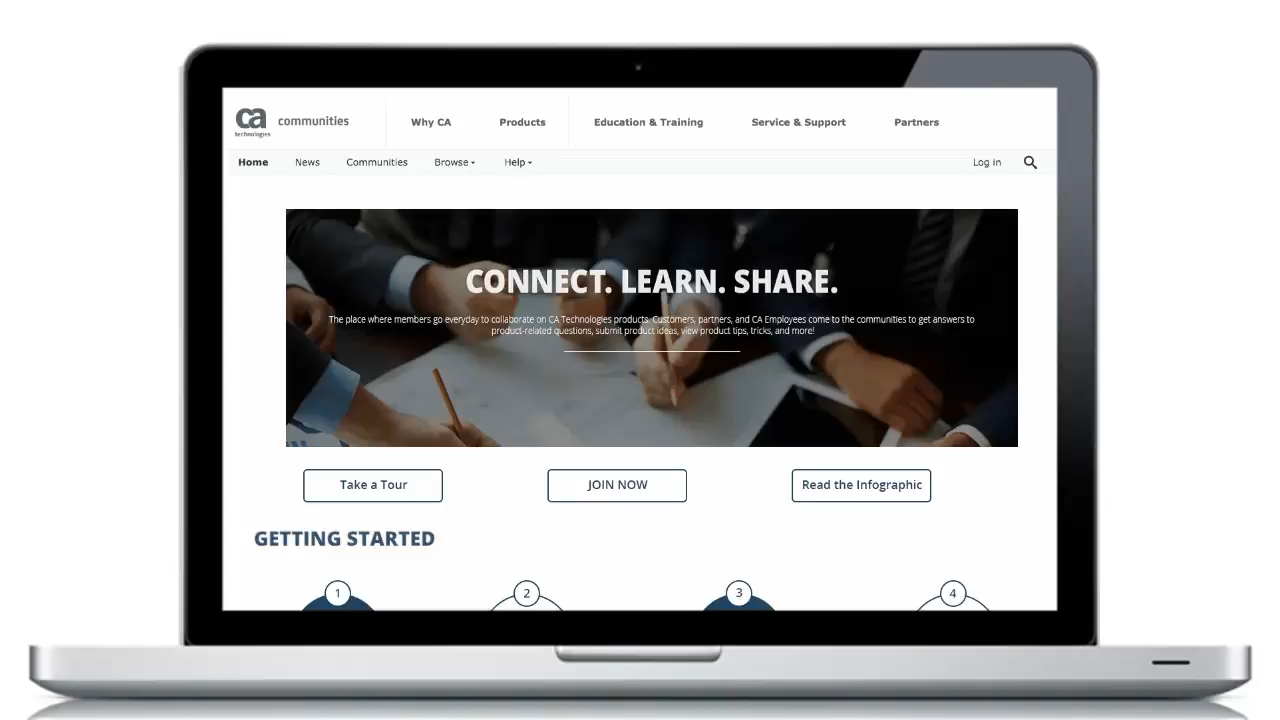 ca technologies communities
Why CA
Products
Education & Training
Service & Support
Partners
Home
News
Communities
Browse
Help
Log in
CONNECT. LEARN. SHARE.
The place where members go everyday to collaborate on CA Technologies products. Customers, partners, and CA Employees come to the communities to get answers to
product-related questions, submit product ideas, view product tips, tricks, and more!
Take a Tour
JOIN NOW
Read the Infographic
GETTING STARTED
1
2
3
4